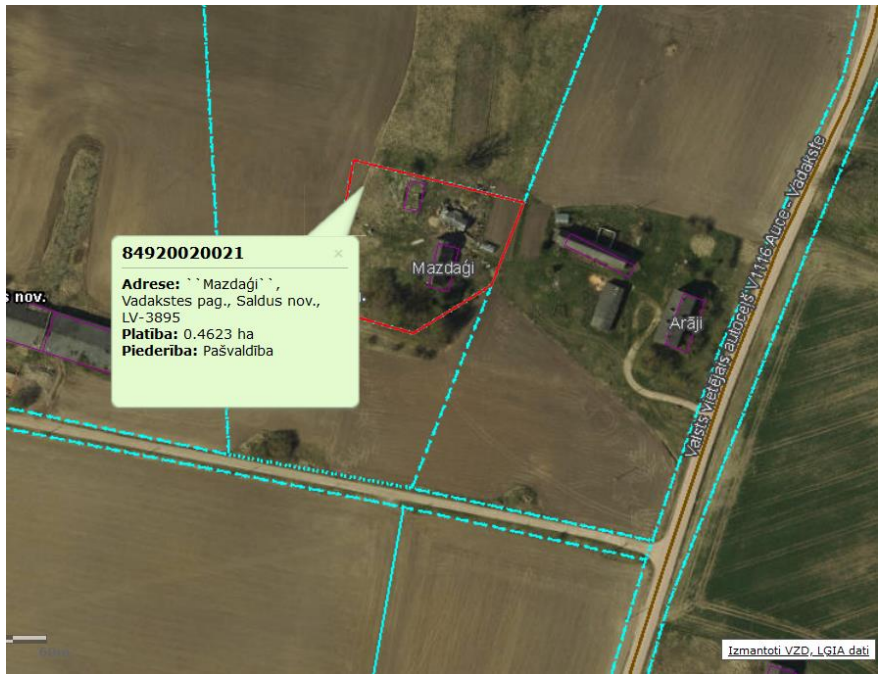 84920020021
×
Adrese: ``Mazdaģi``,
Vadakstes pag., Saldus nov.,
LV-3895
Platība: 0.4623 ha
Piederība: Pašvaldība
Mazdaģi
s nov.
Arāji
Valsts vietējais autoceļš V1116 Auce - Vadakste
Izmantoti VZD, LĢIA dati